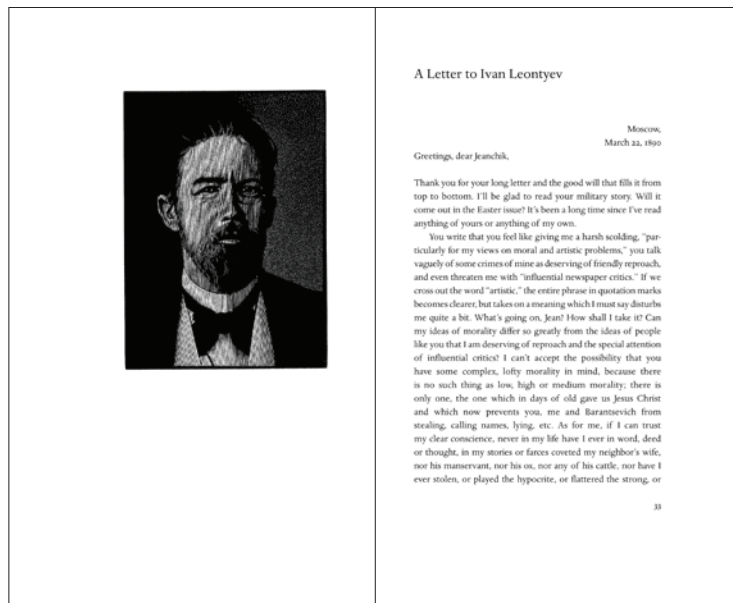 A Letter to Ivan Leontyev
Moscow,
March 22, 1890
Greetings, dear Jeanchik,
Thank you for your long letter and the good will that fills it from
top to bottom. I'll be glad to read your military story. Will it
come out in the Easter issue? It's been a long time since I've read
anything of yours or anything of my own.
You write that you feel like giving me a harsh scolding, "par-
ticularly for my views on moral and artistic problems," you talk
vaguely of some crimes of mine as deserving of friendly reproach,
and even threaten me with "influential newspaper critics." If we
cross out the word "artistic," the entire phrase in quotation marks
becomes clearer, but takes on a meaning which I must say disturbs
me quite a bit. What's going on, Jean? How shall I take it? Can
my ideas of morality differ so greatly from the ideas of people
like you that I am deserving of reproach and the special attention
of influential critics? I can't accept the possibility that you
have some complex, lofty morality in mind, because there
is no such thing as low, high or medium morality; there is
only one, the one which in days of old gave us Jesus Christ
and which now prevents you, me and Barantsevich from
stealing, calling names, lying, etc. As for me, if I can trust
my clear conscience, never in my life have I ever in word, deed
or thought, in my stories or farces coveted my neighbor's wife,
nor his manservant, nor his ox, nor any of his cattle, nor have I
ever stolen, or played the hypocrite, or flattered the strong, or
33